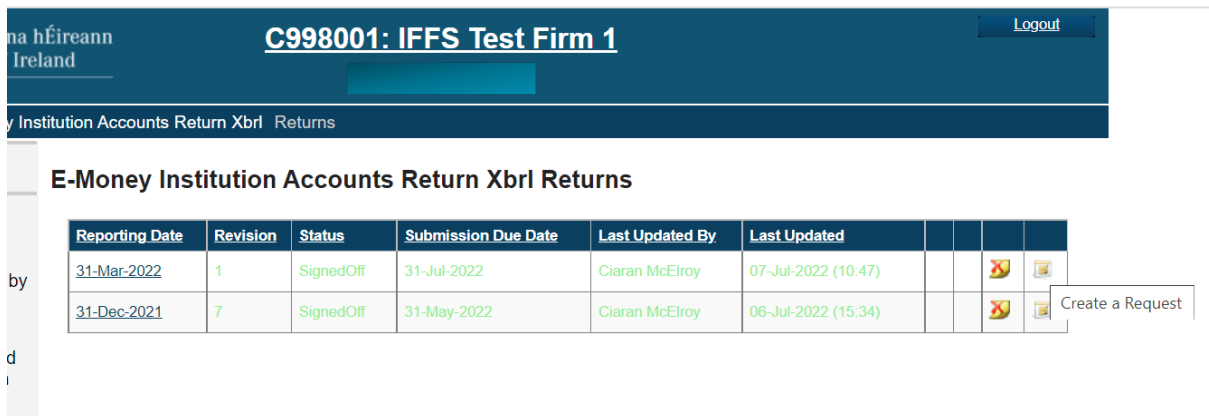 na hÉireann
Ireland
C998001: IFFS Test Firm 1
Logout
Institution Accounts Return Xbrl Returns
E-Money Institution Accounts Return Xbrl Returns
Reporting Date Revision Status Submission Due Date Last Updated By Last Updated
31-Mar-2022 1 SignedOff 31-Jul-2022 Ciaran McElroy 07-Jul-2022 (10:47)
31-Dec-2021 7 SignedOff 31-May-2022 Ciaran McElroy 06-Jul-2022 (15:34)
Create a Request
by
d